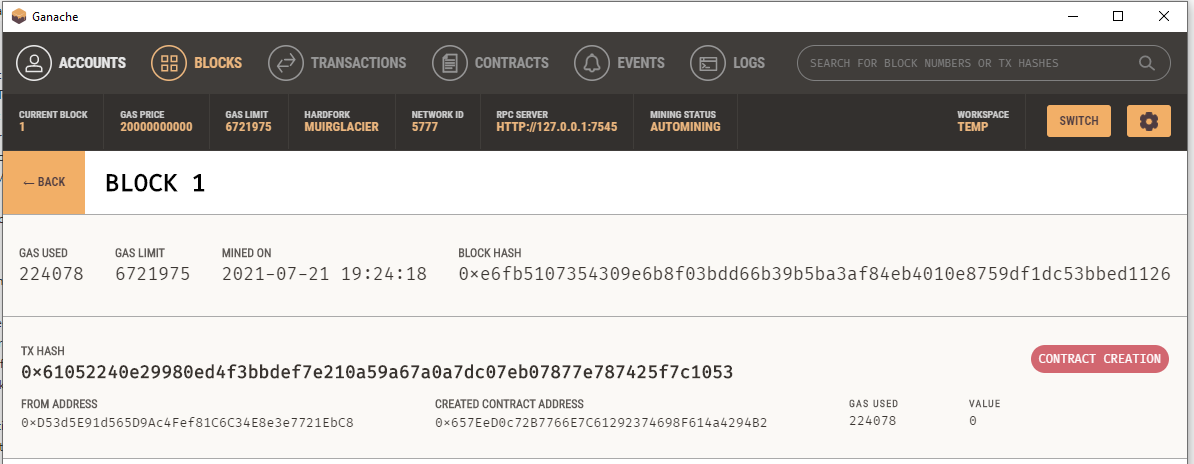 Ganache
ACCOUNTS BLOCKS TRANSACTIONS CONTRACTS EVENTS LOGS SEARCH FOR BLOCK NUMBERS OR TX HASHES
CURRENT BLOCK GAS PRICE GAS LIMIT HARDFORK NETWORK ID RPC SERVER MINING STATUS WORKSPACE
1 20000000000 6721975 MUIRGLACIER 5777 HTTP://127.0.0.1:7545 AUTOMINING TEMP SWITCH
← BACK BLOCK 1
GAS USED GAS LIMIT MINED ON BLOCK HASH
224078 6721975 2021-07-21 19:24:18 0×e6fb5107354309e6b8f03bdd66b39b5ba3af84eb4010e8759df1dc53bbed1126
TX HASH
0×61052240e29980ed4f3bbdef7e210a59a67a0a7dc07eb07877e787425f7c1053 CONTRACT CREATION
FROM ADDRESS CREATED CONTRACT ADDRESS GAS USED VALUE
0×D53d5E91d565D9Ac4Fef81C6C34E8e3e7721EbC8 0×657EeD0c72B7766E7C61292374698F614a4294B2 224078 0